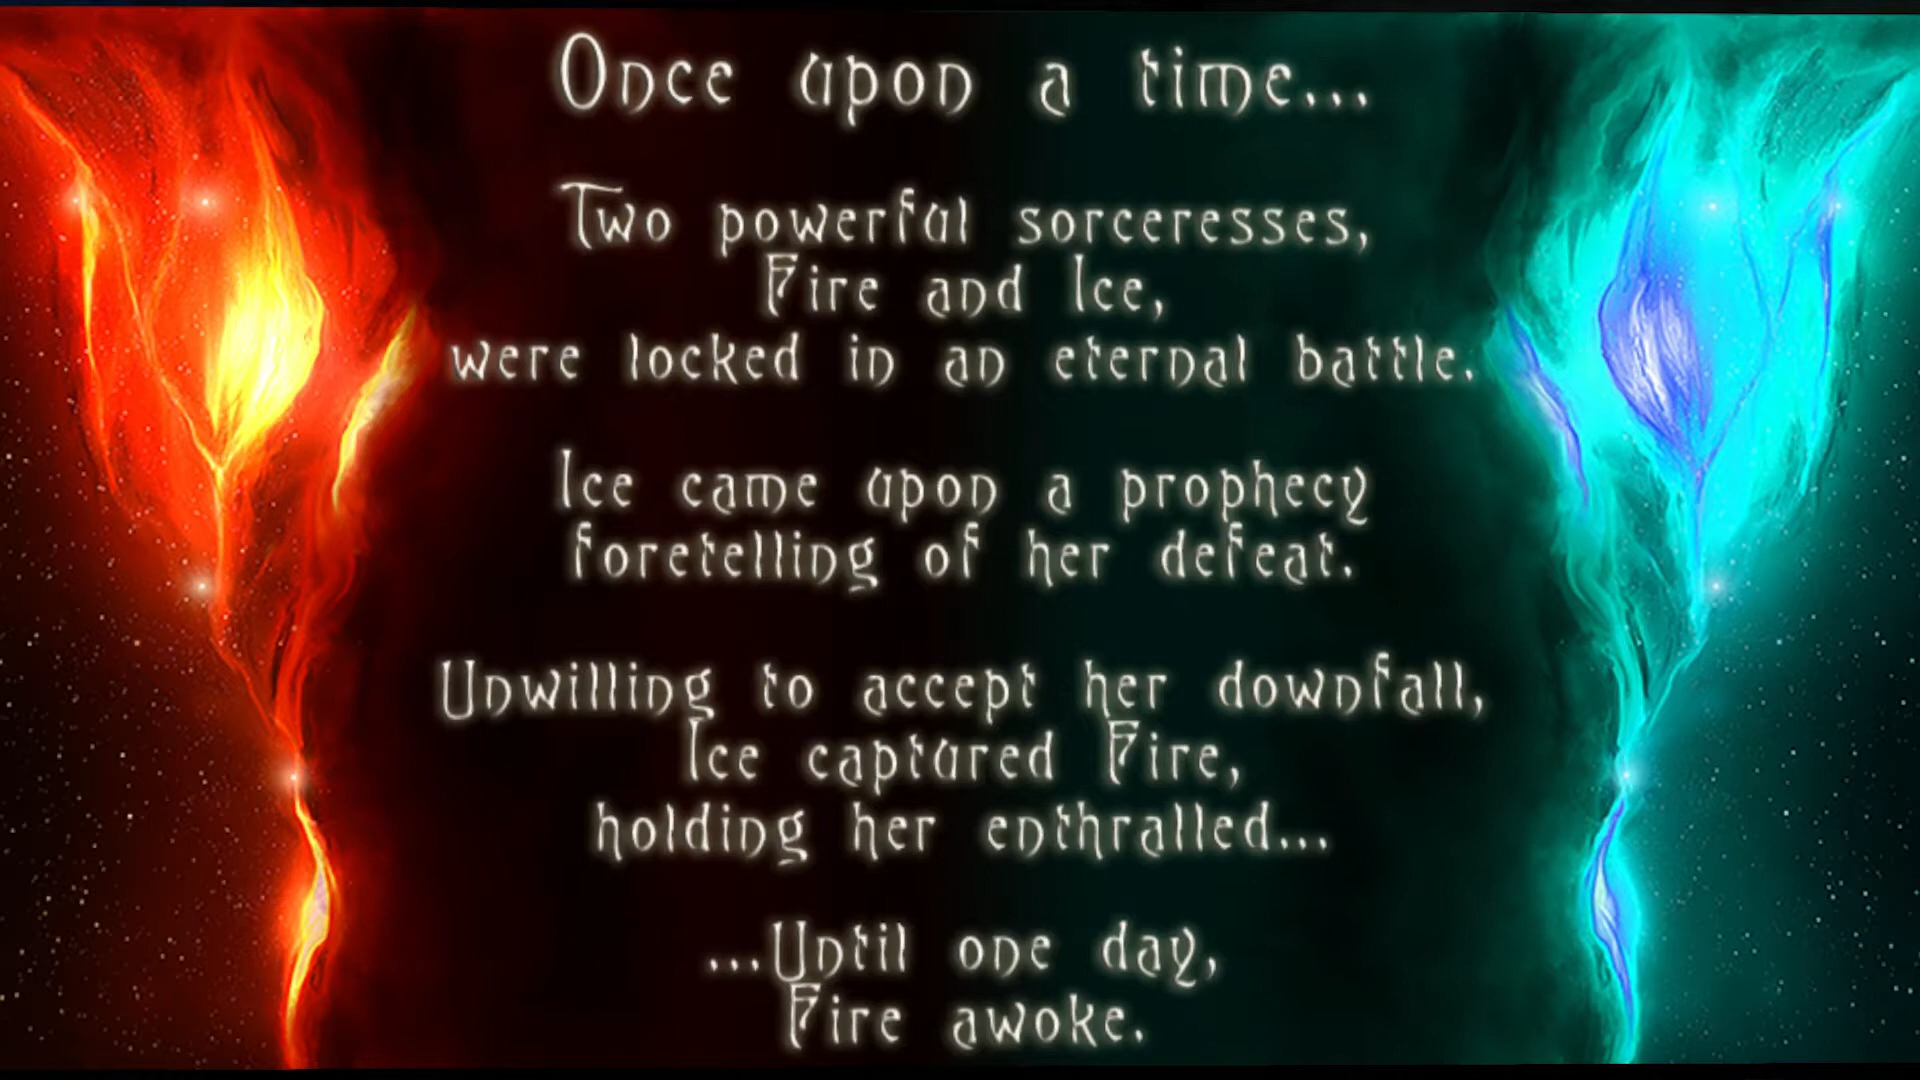 Once upon a time...
Two powerful sorceresses,
Fire and Ice,
were locked in an eternal battle.
Ice came upon a prophecy
foretelling of her defeat.
Unwilling to accept her downfall,
Ice captured Fire,
holding her enthralled...
...Until one day,
Fire awoke.